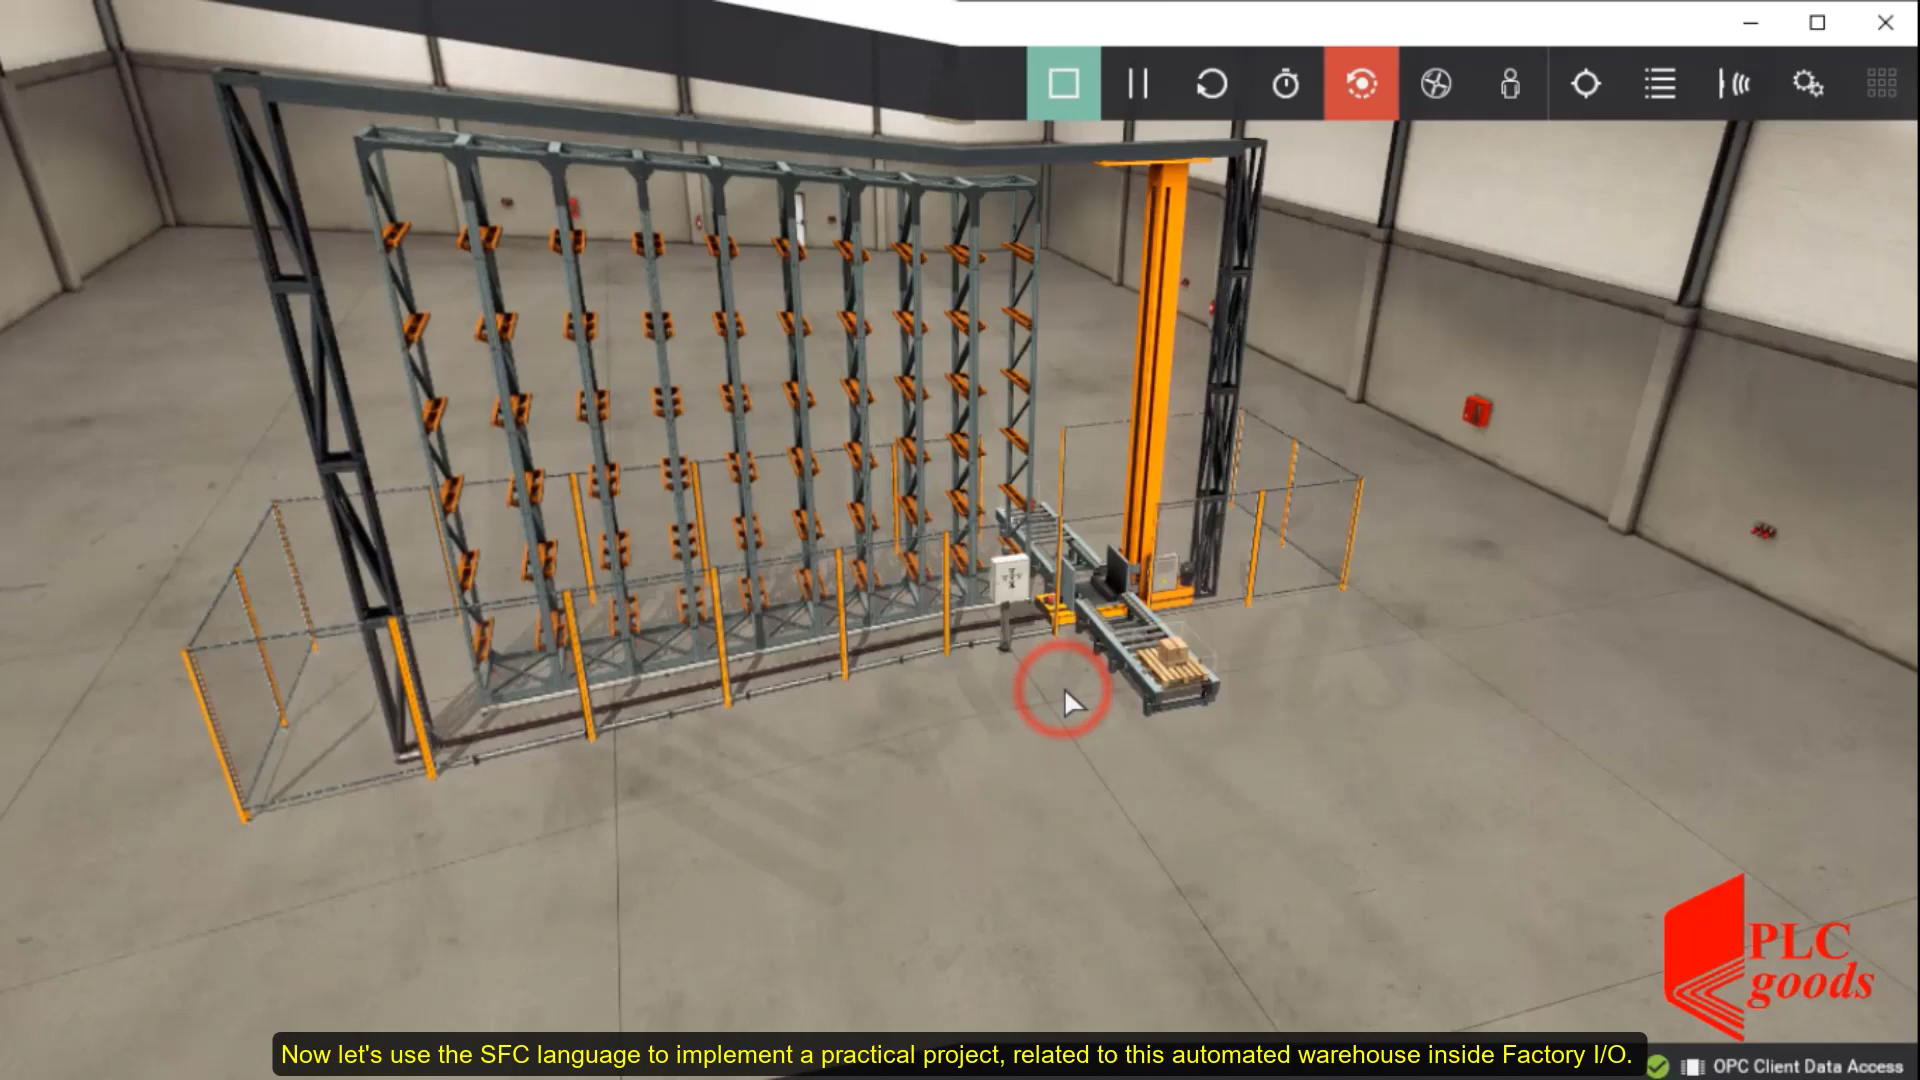 PLC
goods
Now let's use the SFC language to implement a practical project, related to this automated warehouse inside Factory I/O.
OPC Client Data Access